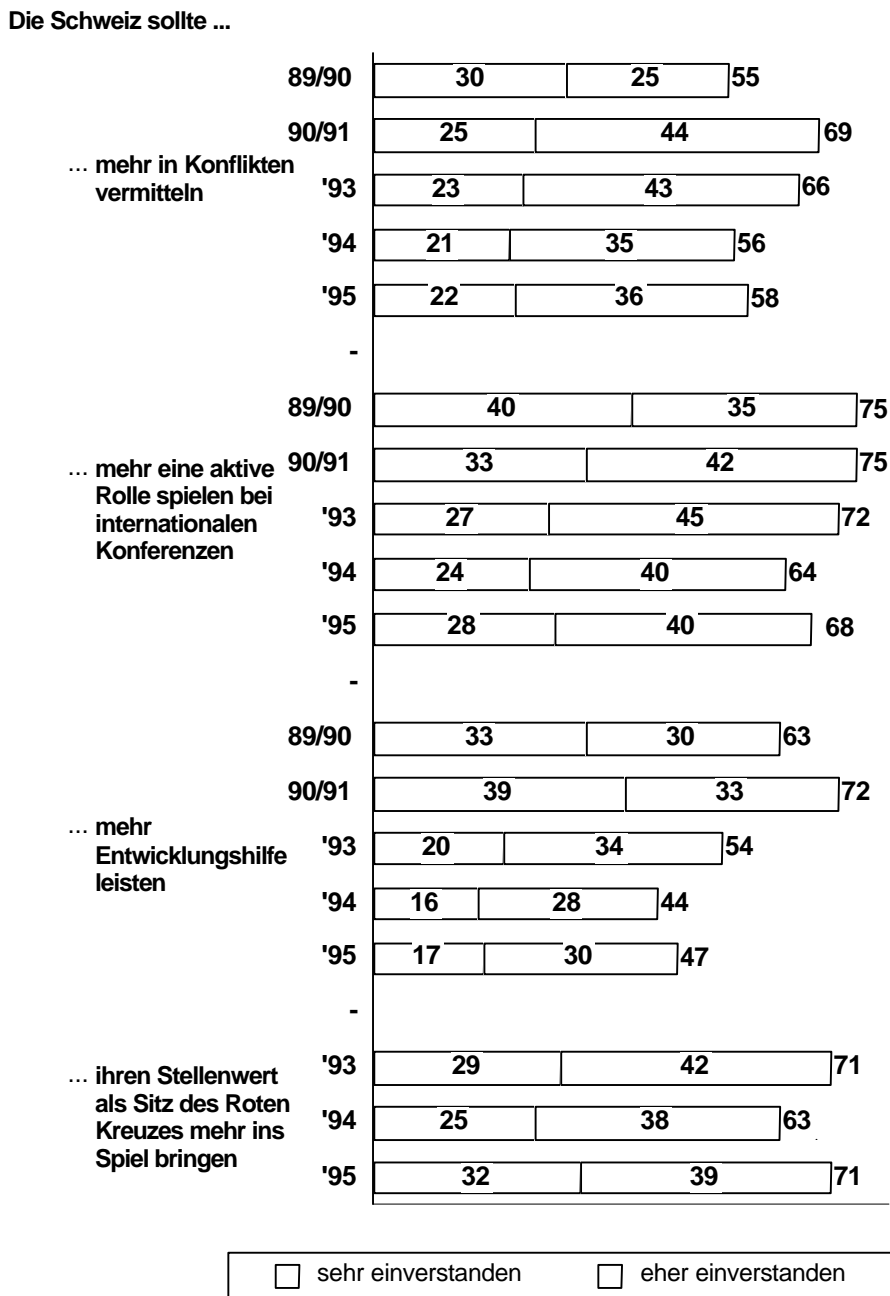 Die Schweiz sollte ...
89/90 30 25 55
90/91 25 44 69
... mehr in Konflikten
vermitteln
'93 23 43 66
'94 21 35 56
'95 22 36 58
-
89/90 40 35 75
90/91 33 42 75
... mehr eine aktive
Rolle spielen bei
internationalen
Konferenzen
'93 27 45 72
'94 24 40 64
'95 28 40 68
-
89/90 33 30 63
90/91 39 33 72
... mehr
Entwicklungshilfe
leisten
'93 20 34 54
'94 16 28 44
'95 17 30 47
-
'93 29 42 71
... ihren Stellenwert
als Sitz des Roten
Kreuzes mehr ins
Spiel bringen
'94 25 38 63
'95 32 39 71
sehr einverstanden eher einverstanden